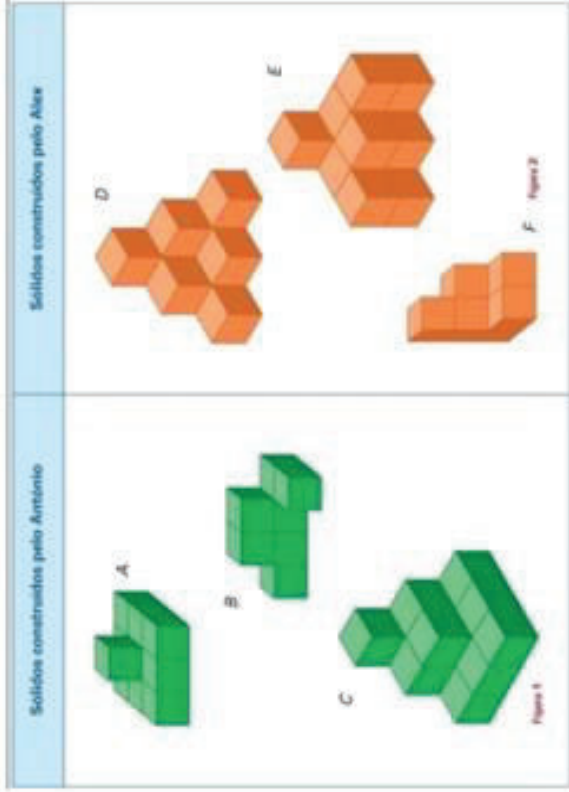 Sólidos construídos pelo António
A
B
C
Figura 1
Sólidos construídos pelo Alex
D
E
F
Figura 2